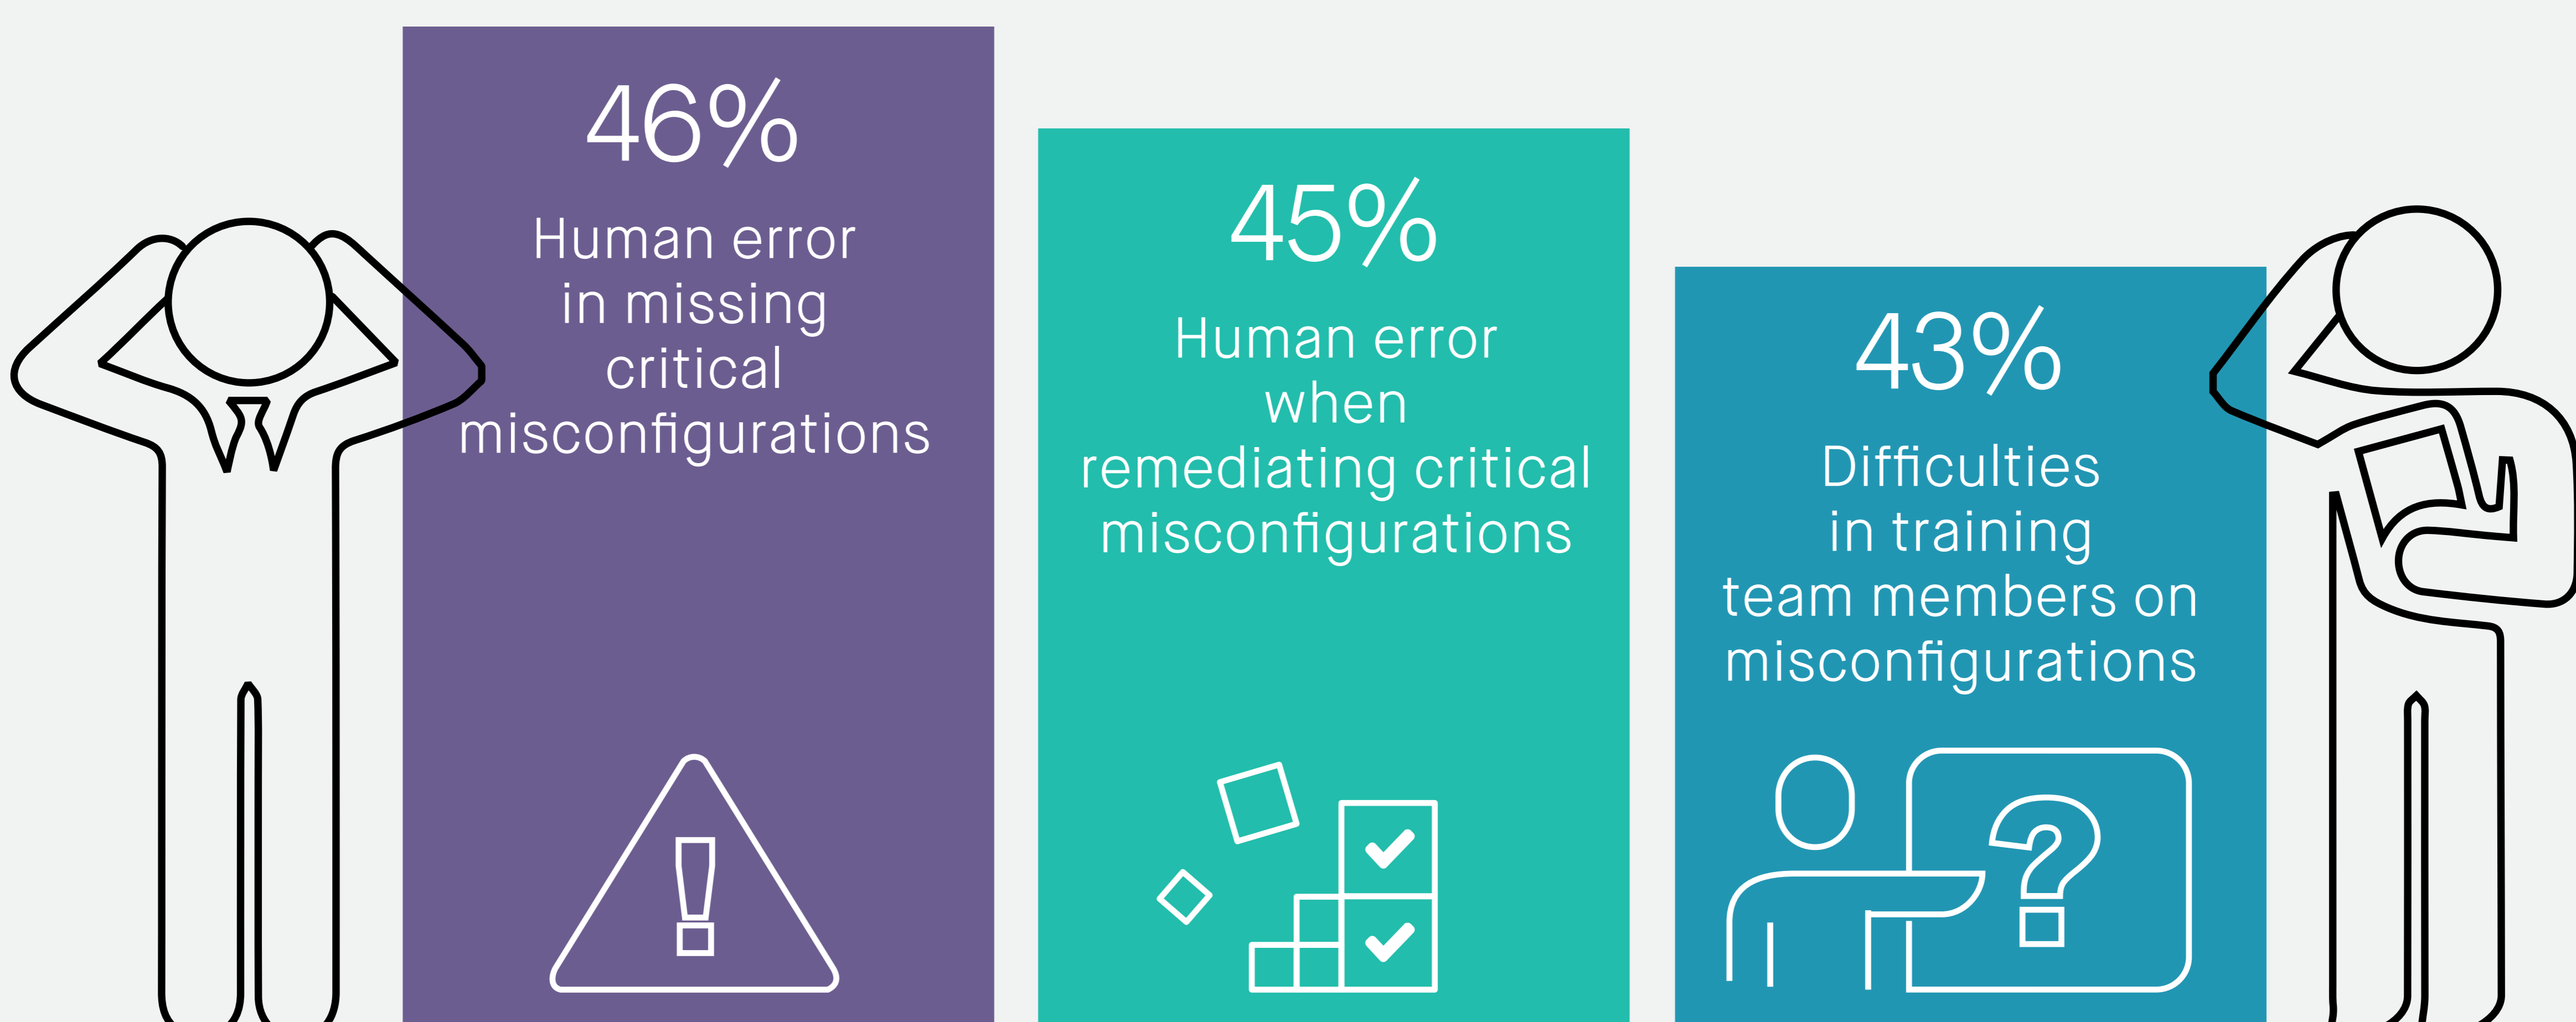 46%
Human error
in missing
critical
misconfigurations
45%
Human error
when
remediating critical
misconfigurations
43%
Difficulties
in training
team members on
misconfigurations
!
?